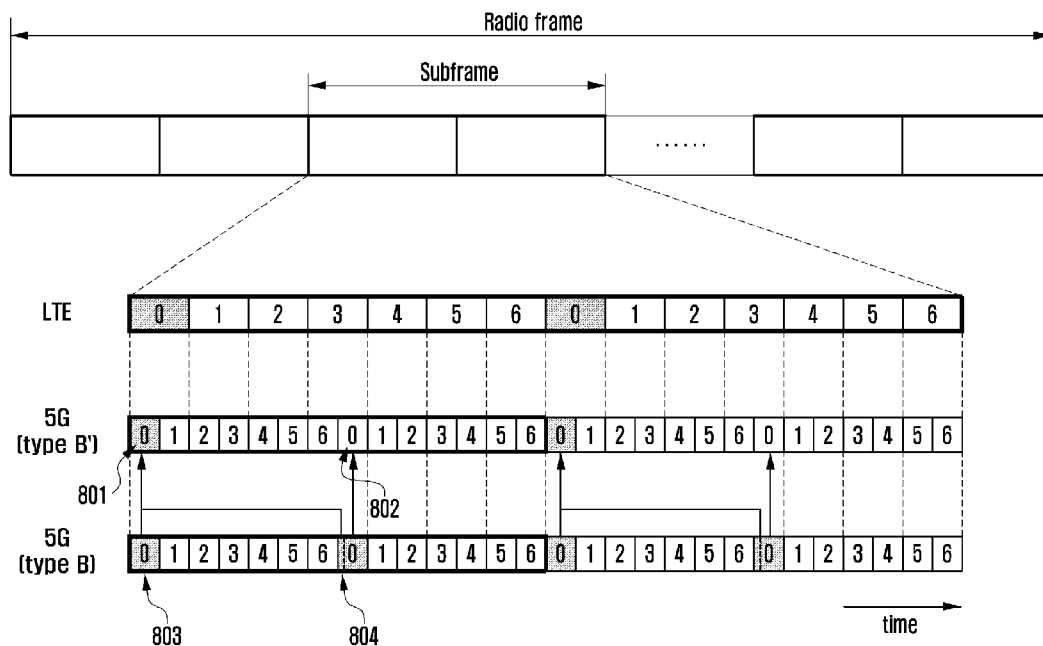 Radio frame
Subframe
......
LTE 0 1 2 3 4 5 6 0 1 2 3 4 5 6
5G
(type B') 0 1 2 3 4 5 6 0 1 2 3 4 5 6 0 1 2 3 4 5 6 0 1 2 3 4 5 6
801 802
5G
(type B) 0 1 2 3 4 5 6 0 1 2 3 4 5 6 0 1 2 3 4 5 6 0 1 2 3 4 5 6
803 804 time